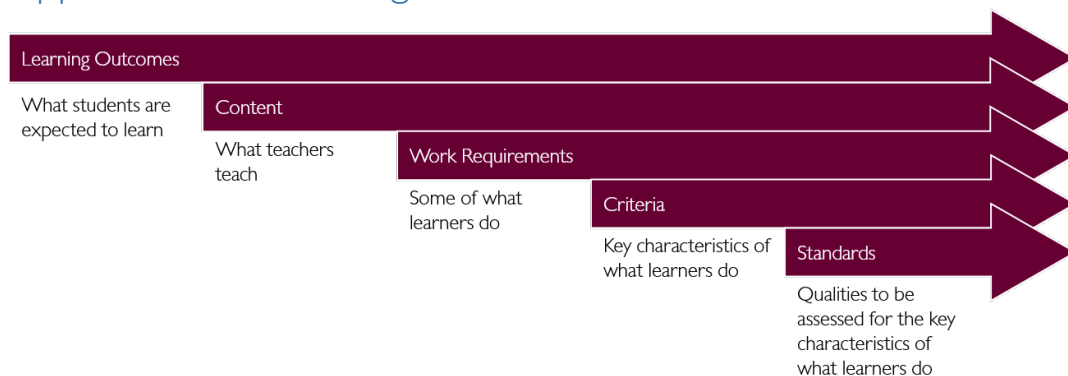 Learning Outcomes
What students are
expected to learn
Content
What teachers
teach
Work Requirements
Some of what
learners do
Criteria
Key characteristics of
what learners do
Standards
Qualities to be
assessed for the key
characteristics of
what learners do